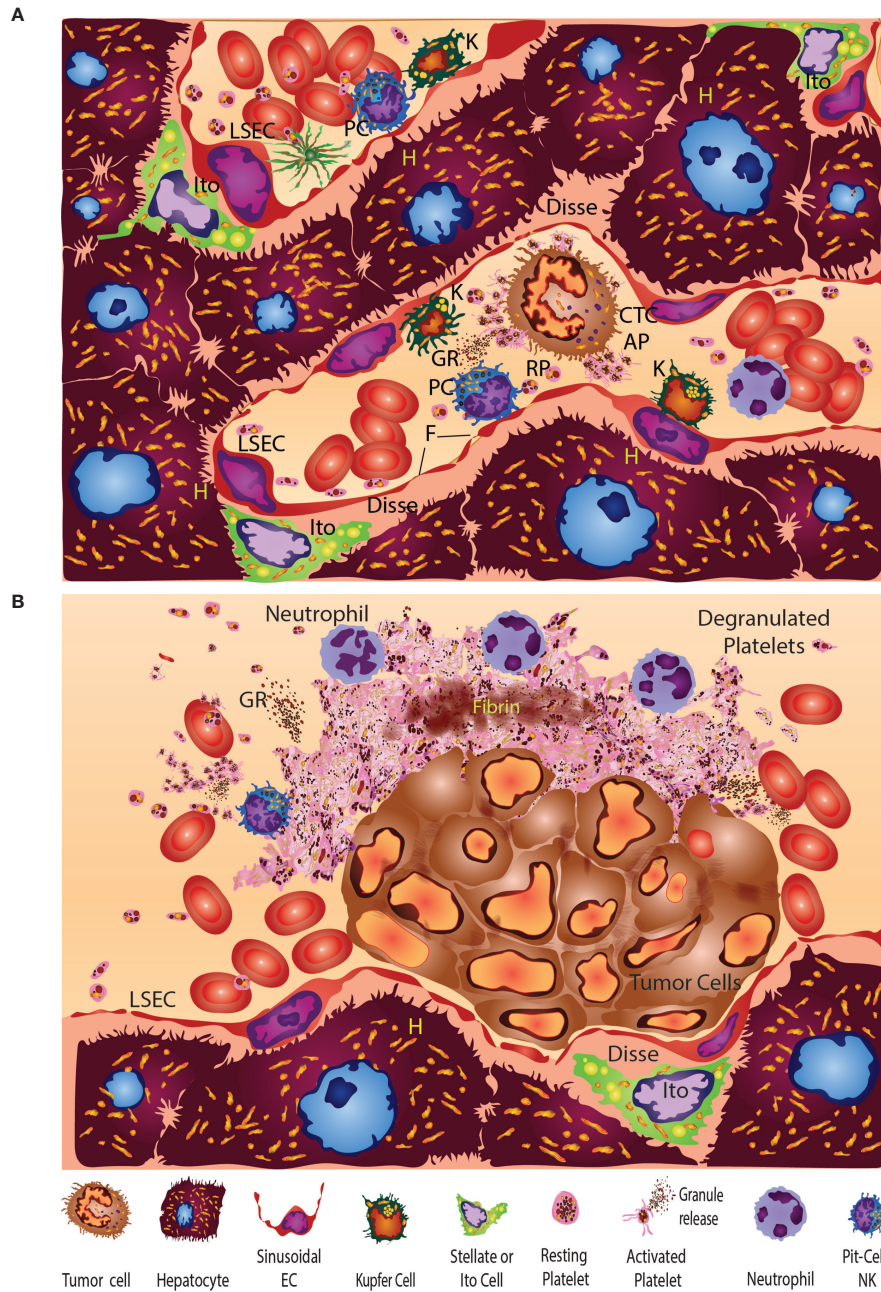 A
K
Ito
H
LSEC
PC
H
Ito
Disse
K
CTC
AP
GR
RP
K
PC
F
LSEC
H
H
Disse
Ito
B
Neutrophil
Degranulated
Platelets
GR
Fibrin
Tumor Cells
LSEC
H
Disse
Ito
Granule
release
Tumor cell
Hepatocyte
Sinusoidal
EC
Kupfer Cell
Stellate or
Ito Cell
Resting
Platelet
Activated
Platelet
Neutrophil
Pit-Cel
NK